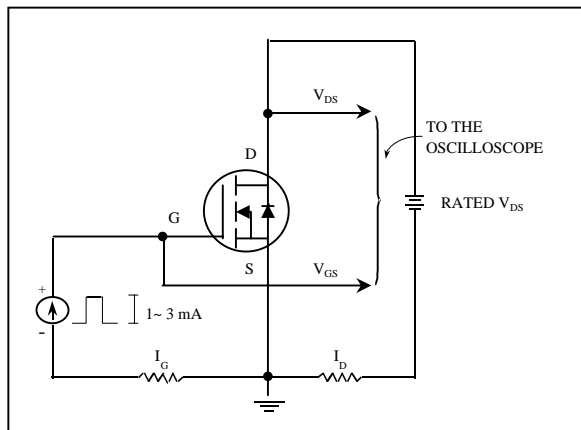 V_DS
TO THE
OSCILLOSCOPE
D
RATED V_DS
G
S
V_GS
+
-
1~ 3 mA
I_G
I_D